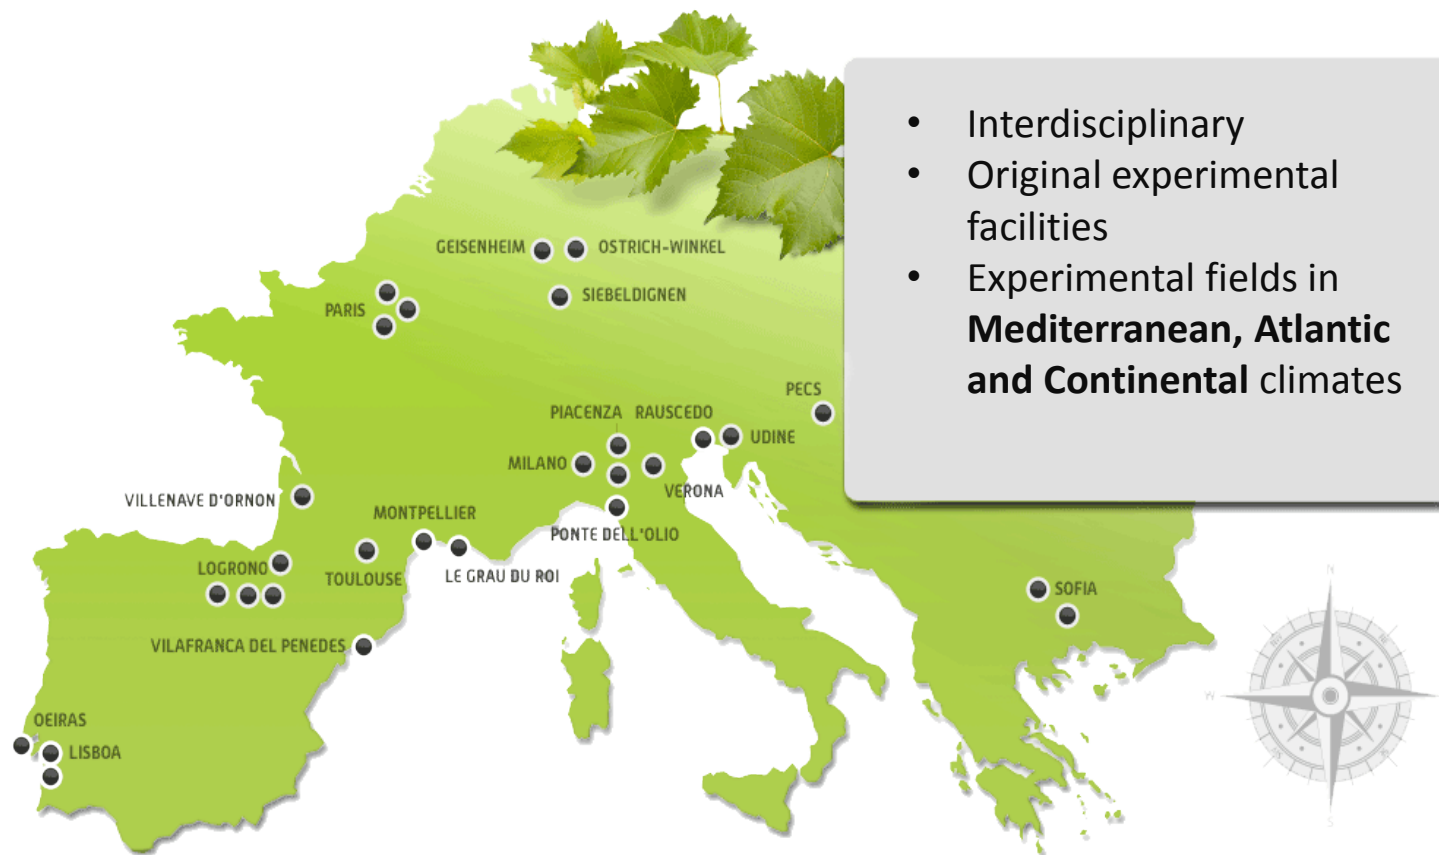 • Interdisciplinary
• Original experimental
facilities
• Experimental fields in
Mediterranean, Atlantic
and Continental climates
GEISENHEIM
OSTRICH-WINKEL
SIEBELDIGNEN
PARIS
PECS
PIACENZA
RAUSCEDO
UDINE
MILANO
VERONA
VILLENAVE D'ORNON
MONTPELLIER
PONTE DELL'OLIO
LOGRONO
TOULOUSE
LE GRAU DU ROI
SOFIA
VILAFRANCA DEL PENEDES
OEIRAS
LISBOA
N
W
E
S